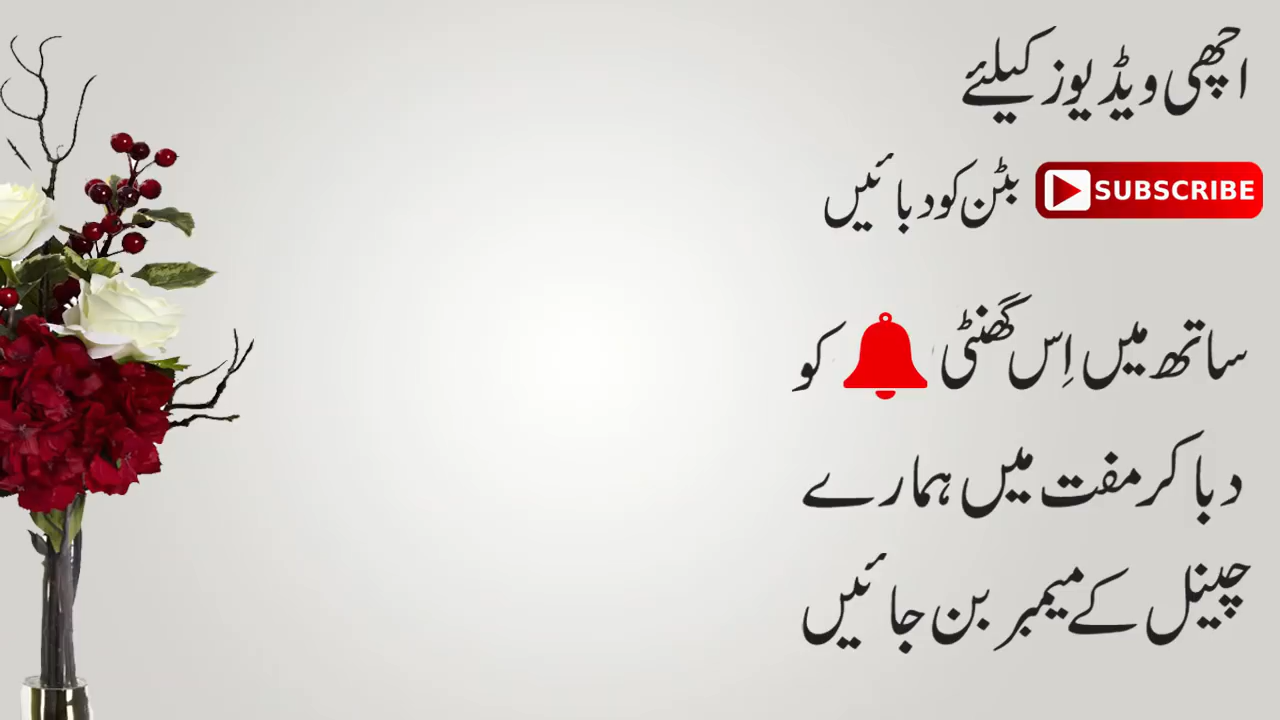 اچھی ویڈیوز کیلئے
SUBSCRIBE بٹن کو دبائیں
ساتھ میں اِس گھنٹی کو
دبا کر مفت میں ہمارے
چینل کے میمبر بن جائیں